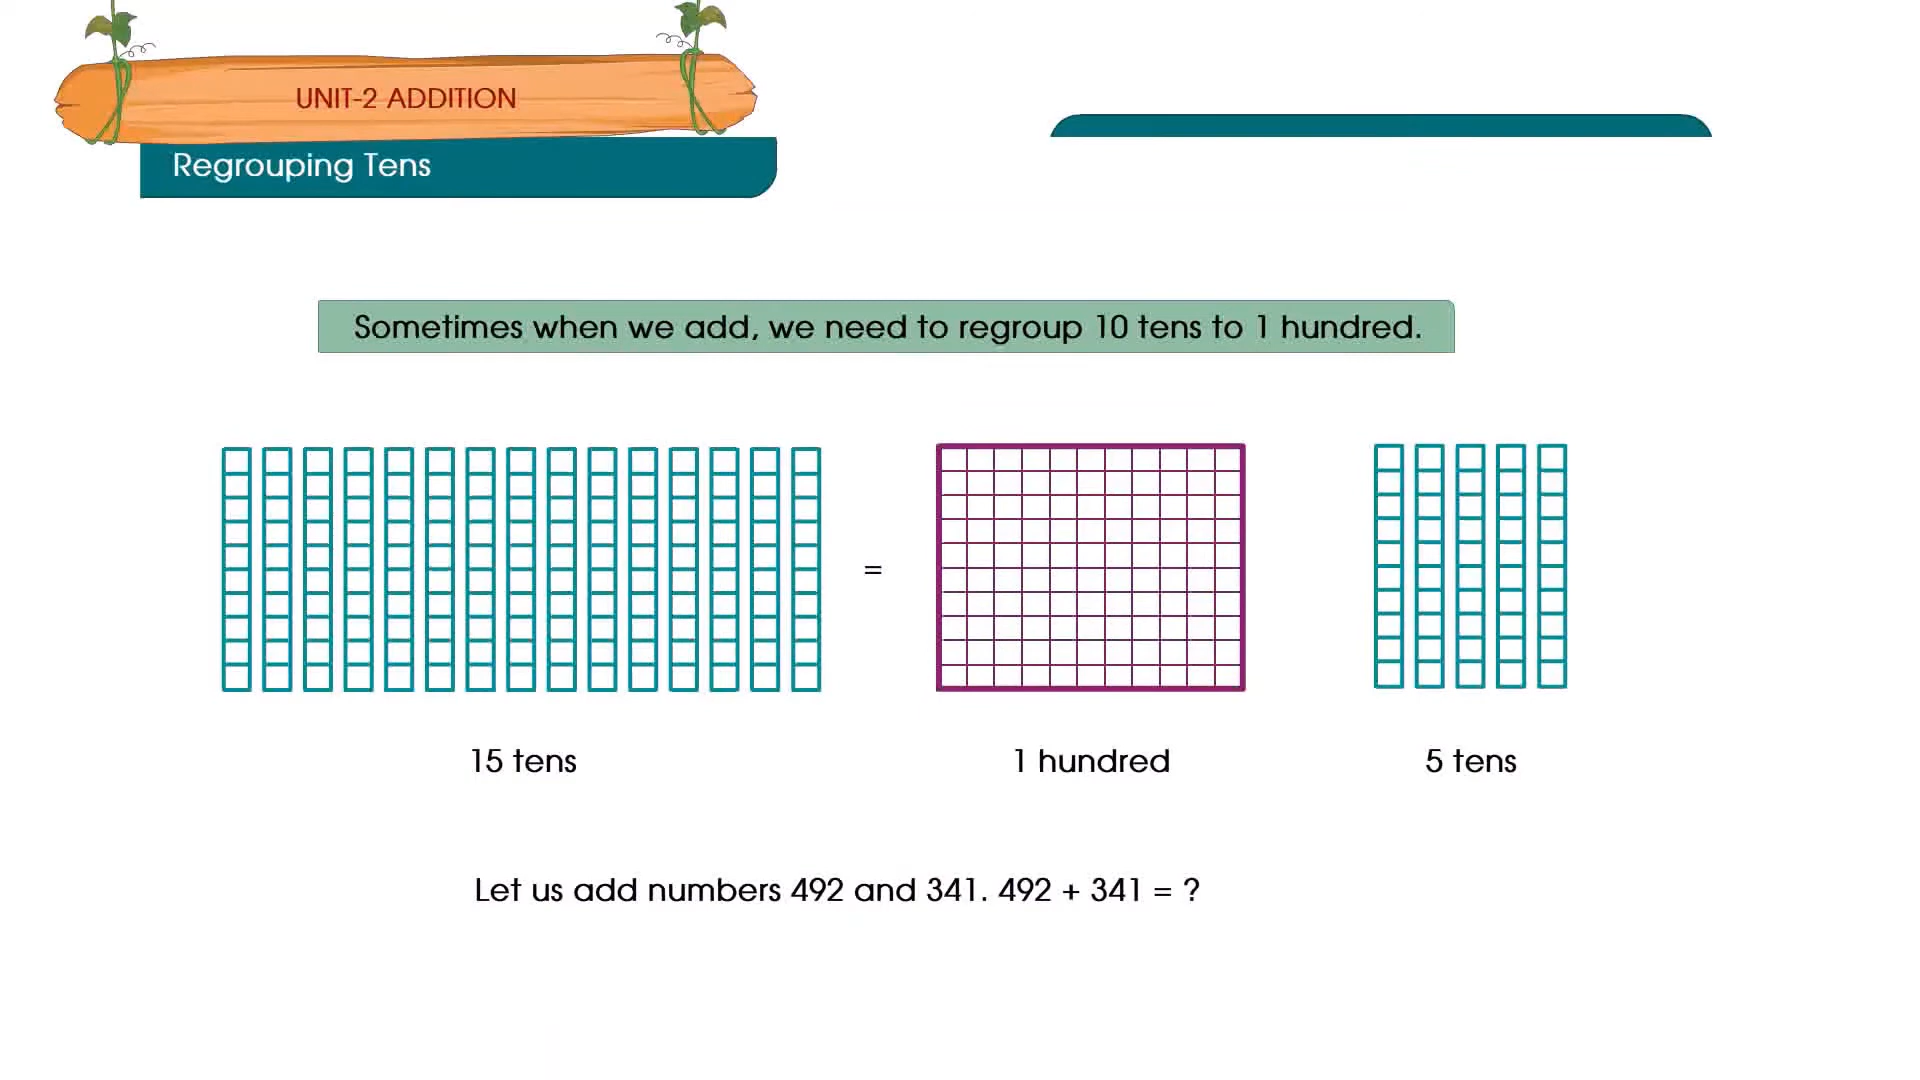 UNIT-2 ADDITION
Regrouping Tens
Sometimes when we add, we need to regroup 10 tens to 1 hundred.
=
15 tens
1 hundred
5 tens
Let us add numbers 492 and 341. 492 + 341 = ?